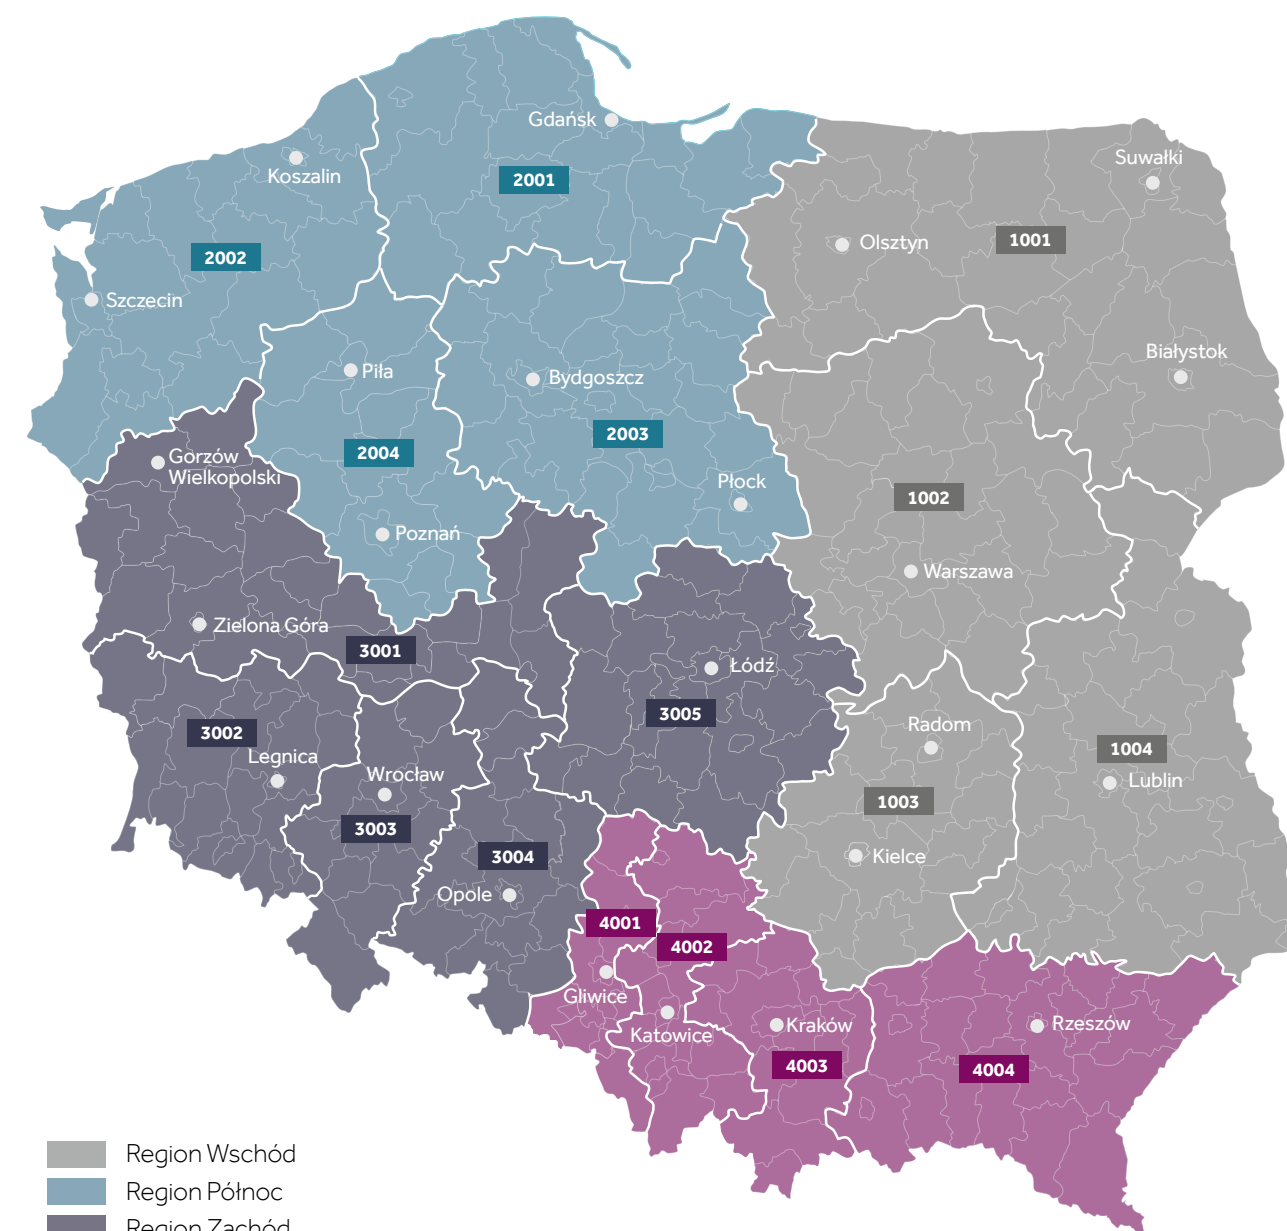 Gdańsk
Suwałki
Koszalin
2001
Olsztyn
1001
2002
Szczecin
Białystok
Piła
Bydgoszcz
2003
2004
Gorzów
Wielkopolski
Płock
1002
Poznań
Warszawa
Zielona Góra
3001
Łódź
3005
3002
Radom
1004
Legnica
Wrocław
Lublin
1003
3003
3004
Kielce
Opole
4001
4002
Gliwice
Kraków
Rzeszów
Katowice
4003
4004
Region Wschód
Region Północ
Region Zachód